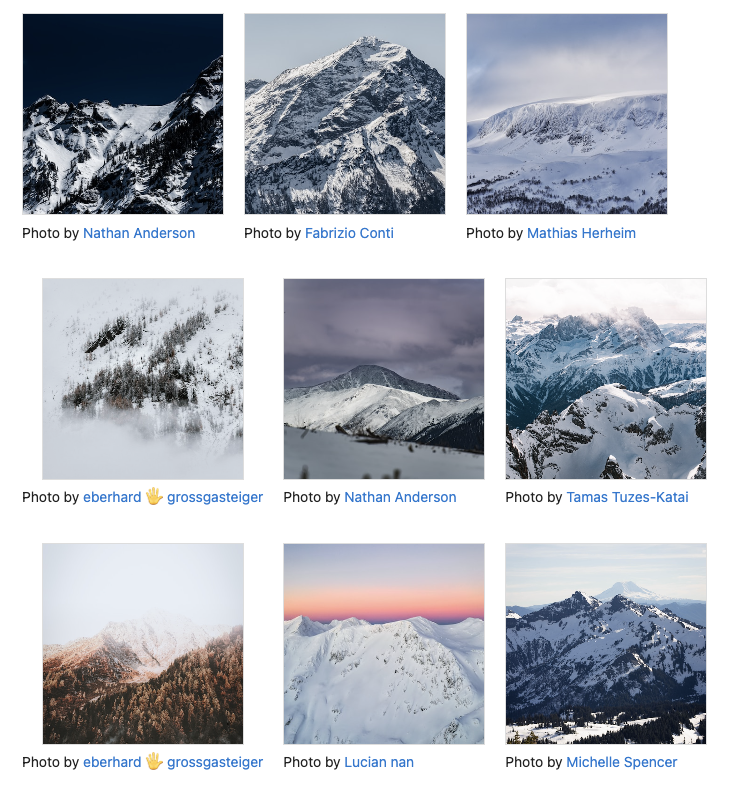 Photo by Nathan Anderson
Photo by Fabrizio Conti
Photo by Mathias Herheim
Photo by eberhard 🖐 grossgasteiger
Photo by Nathan Anderson
Photo by Tamas Tuzes-Katai
Photo by eberhard 🖐 grossgasteiger
Photo by Lucian nan
Photo by Michelle Spencer